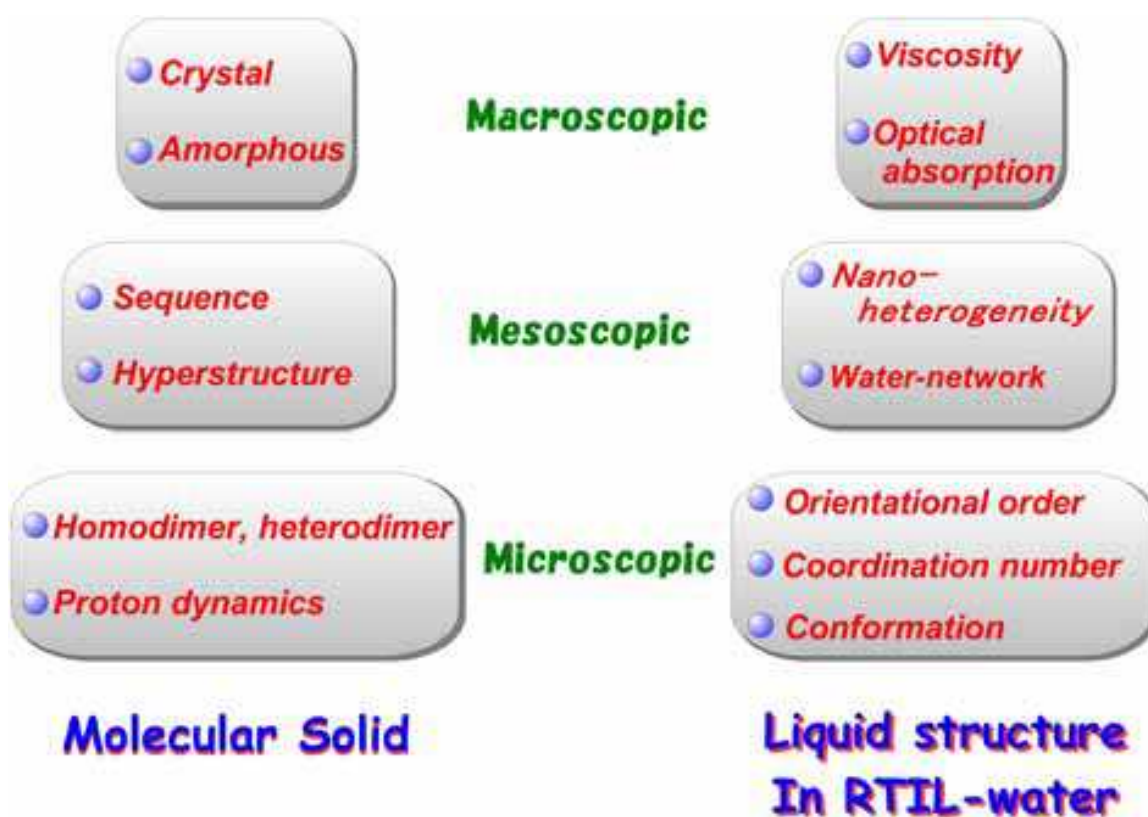 Crystal
Amorphous
Macroscopic
Viscosity
Optical
absorption
Sequence
Hyperstructure
Mesoscopic
Nano-
heterogeneity
Water-network
Homodimer, heterodimer
Proton dynamics
Microscopic
Orientational order
Coordination number
Conformation
Molecular Solid
Liquid structure
In RTIL-water